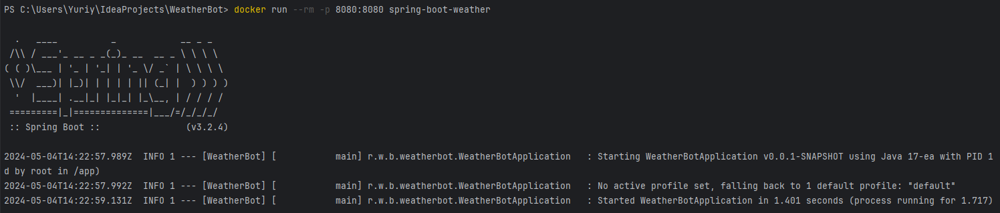 PS C:\Users\Yuriy\IdeaProjects\WeatherBot> docker run --rm -p 8080:8080 spring-boot-weather
  .   ____          _            __ _ _
 /\\ / ___'_ __ _ _(_)_ __  __ _ \ \ \ \
( ( )\___ | '_ | '_| | '_ \/ _` | \ \ \ \
 \\/  ___)| |_)| | | | | || (_| |  ) ) ) )
  '  |____| .__|_| |_|_| |_\__, | / / / /
 =========|_|==============|___/=/_/_/_/
 :: Spring Boot ::                (v3.2.4)
2024-05-04T14:22:57.989Z  INFO 1 --- [WeatherBot] [           main] r.w.b.weatherbot.WeatherBotApplication   : Starting WeatherBotApplication v0.0.1-SNAPSHOT using Java 17-ea with PID 1
d by root in /app)
2024-05-04T14:22:57.992Z  INFO 1 --- [WeatherBot] [           main] r.w.b.weatherbot.WeatherBotApplication   : No active profile set, falling back to 1 default profile: "default"
2024-05-04T14:22:59.131Z  INFO 1 --- [WeatherBot] [           main] r.w.b.weatherbot.WeatherBotApplication   : Started WeatherBotApplication in 1.401 seconds (process running for 1.717)